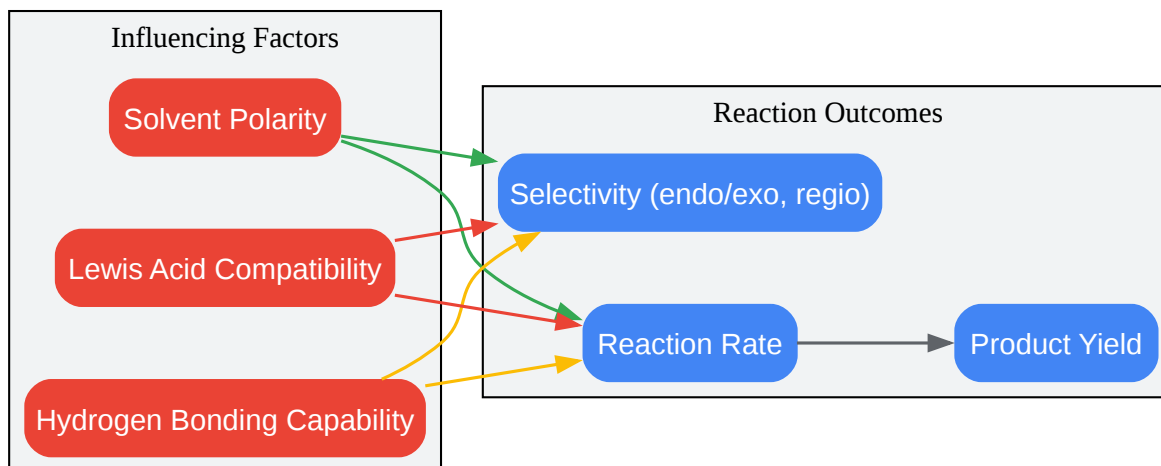 Influencing Factors
Solvent Polarity
Lewis Acid Compatibility
Hydrogen Bonding Capability
Reaction Outcomes
Selectivity (endo/exo, regio)
Reaction Rate
Product Yield